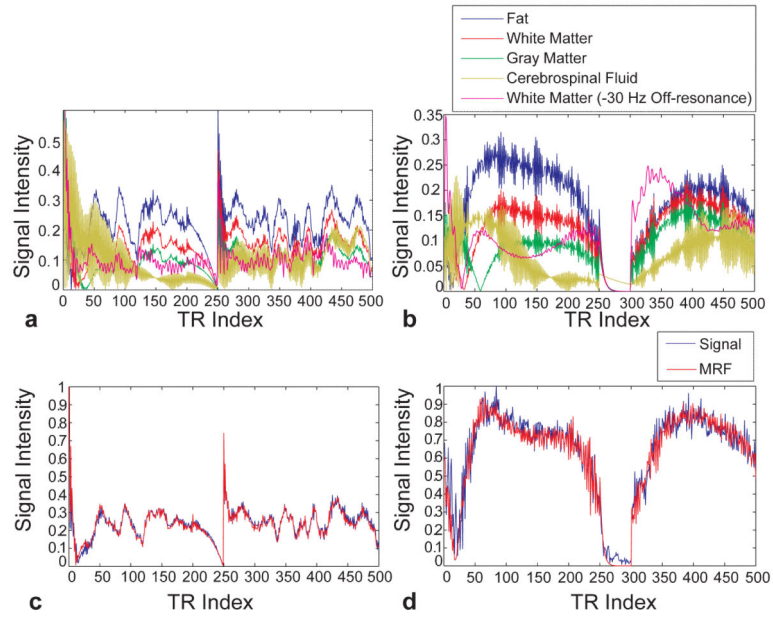 Fat
White Matter
Gray Matter
Cerebrospinal Fluid
White Matter (-30 Hz Off-resonance)
Signal Intensity
0.5
0.4
0.3
0.2
0.1
0
0 50 100 150 200 250 300 350 400 450 500
TR Index
a
Signal Intensity
0.35
0.3
0.25
0.2
0.15
0.1
0.05
0
0 50 100 150 200 250 300 350 400 450 500
TR Index
b
Signal
MRF
Signal Intensity
1
0.9
0.8
0.7
0.6
0.5
0.4
0.3
0.2
0.1
0
0 50 100 150 200 250 300 350 400 450 500
TR Index
c
Signal Intensity
1
0.9
0.8
0.7
0.6
0.5
0.4
0.3
0.2
0.1
0
0 50 100 150 200 250 300 350 400 450 500
TR Index
d